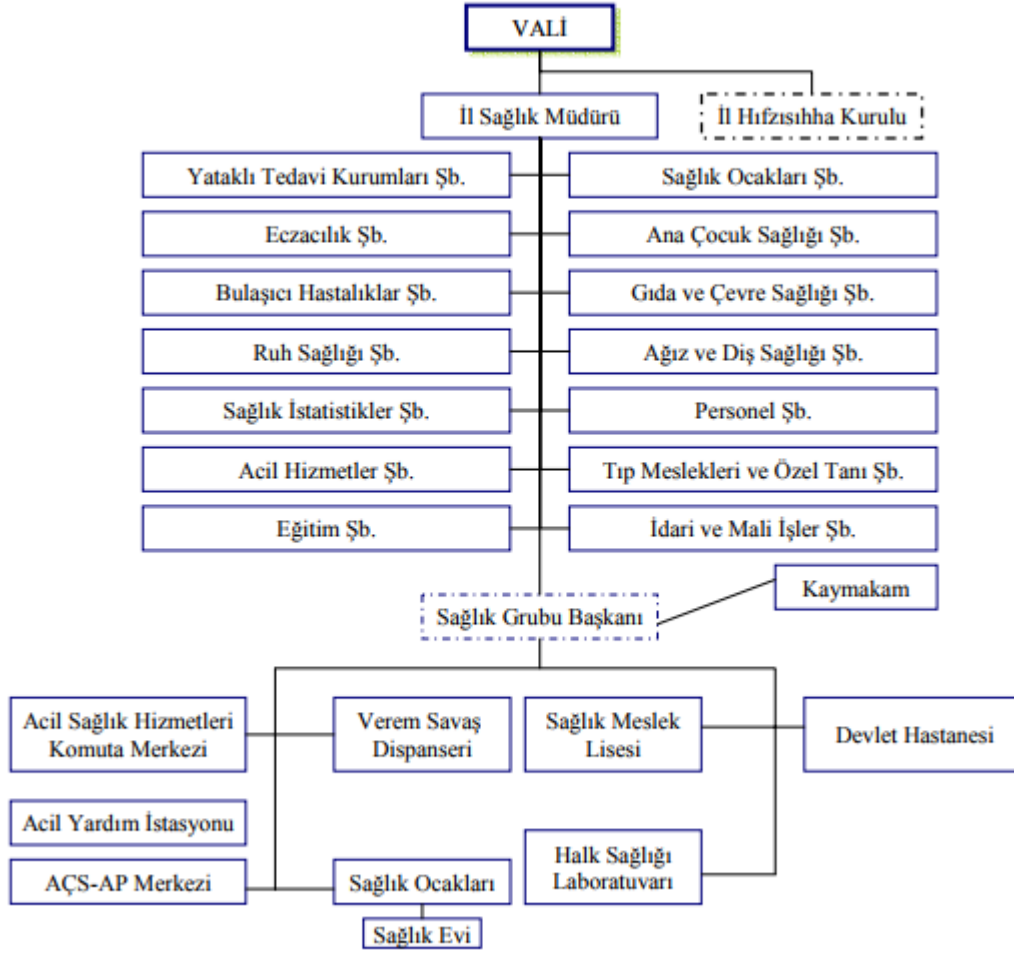 VALİ
İl Sağlık Müdürü
İl Hıfzısıhha Kurulu
Yataklı Tedavi Kurumları Şb.
Sağlık Ocakları Şb.
Eczacılık Şb.
Ana Çocuk Sağlığı Şb.
Bulaşıcı Hastalıklar Şb.
Gıda ve Çevre Sağlığı Şb.
Ruh Sağlığı Şb.
Ağız ve Diş Sağlığı Şb.
Sağlık İstatistikler Şb.
Personel Şb.
Acil Hizmetler Şb.
Tıp Meslekleri ve Özel Tanı Şb.
Eğitim Şb.
İdari ve Mali İşler Şb.
Kaymakam
Sağlık Grubu Başkanı
Acil Sağlık Hizmetleri
Komuta Merkezi
Verem Savaş
Dispanseri
Sağlık Meslek
Lisesi
Devlet Hastanesi
Acil Yardım İstasyonu
AÇS-AP Merkezi
Sağlık Ocakları
Halk Sağlığı
Laboratuvarı
Sağlık Evi